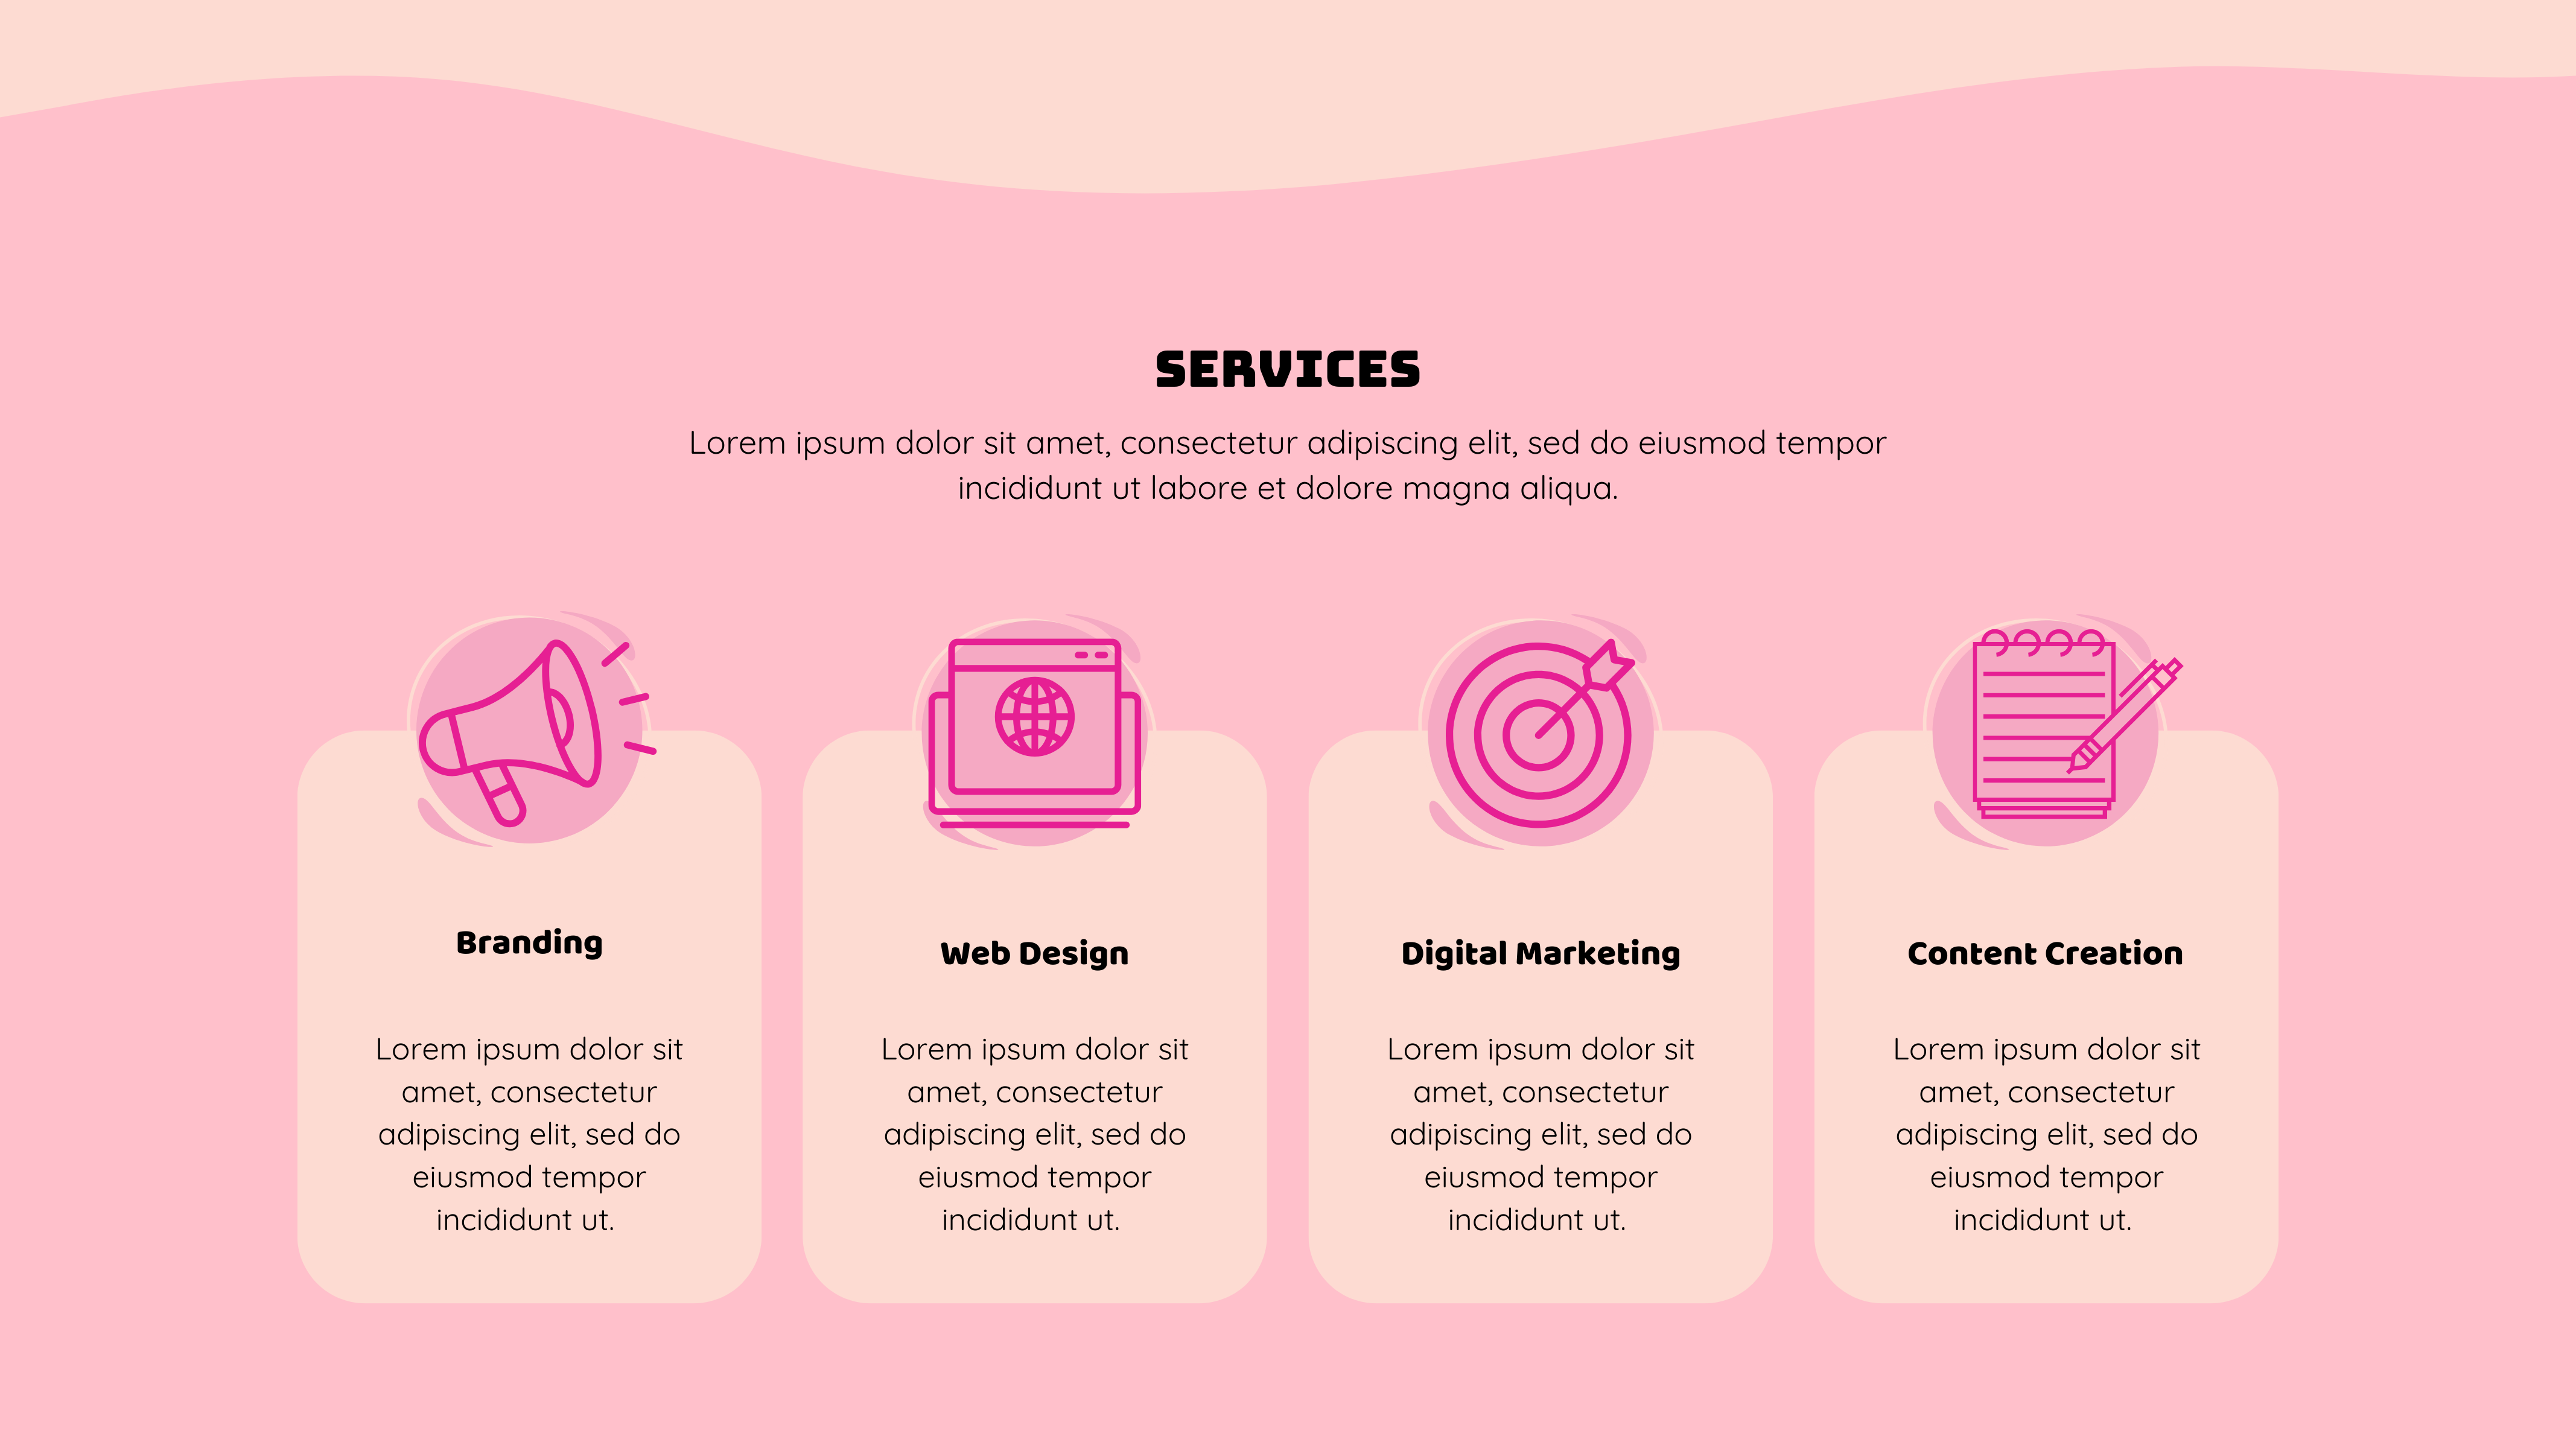 SERVICES
Lorem ipsum dolor sit amet, consectetur adipiscing elit, sed do eiusmod tempor
incididunt ut labore et dolore magna aliqua.
Branding
Lorem ipsum dolor sit
amet, consectetur
adipiscing elit, sed do
eiusmod tempor
incididunt ut.
Web Design
Lorem ipsum dolor sit
amet, consectetur
adipiscing elit, sed do
eiusmod tempor
incididunt ut.
Digital Marketing
Lorem ipsum dolor sit
amet, consectetur
adipiscing elit, sed do
eiusmod tempor
incididunt ut.
Content Creation
Lorem ipsum dolor sit
amet, consectetur
adipiscing elit, sed do
eiusmod tempor
incididunt ut.